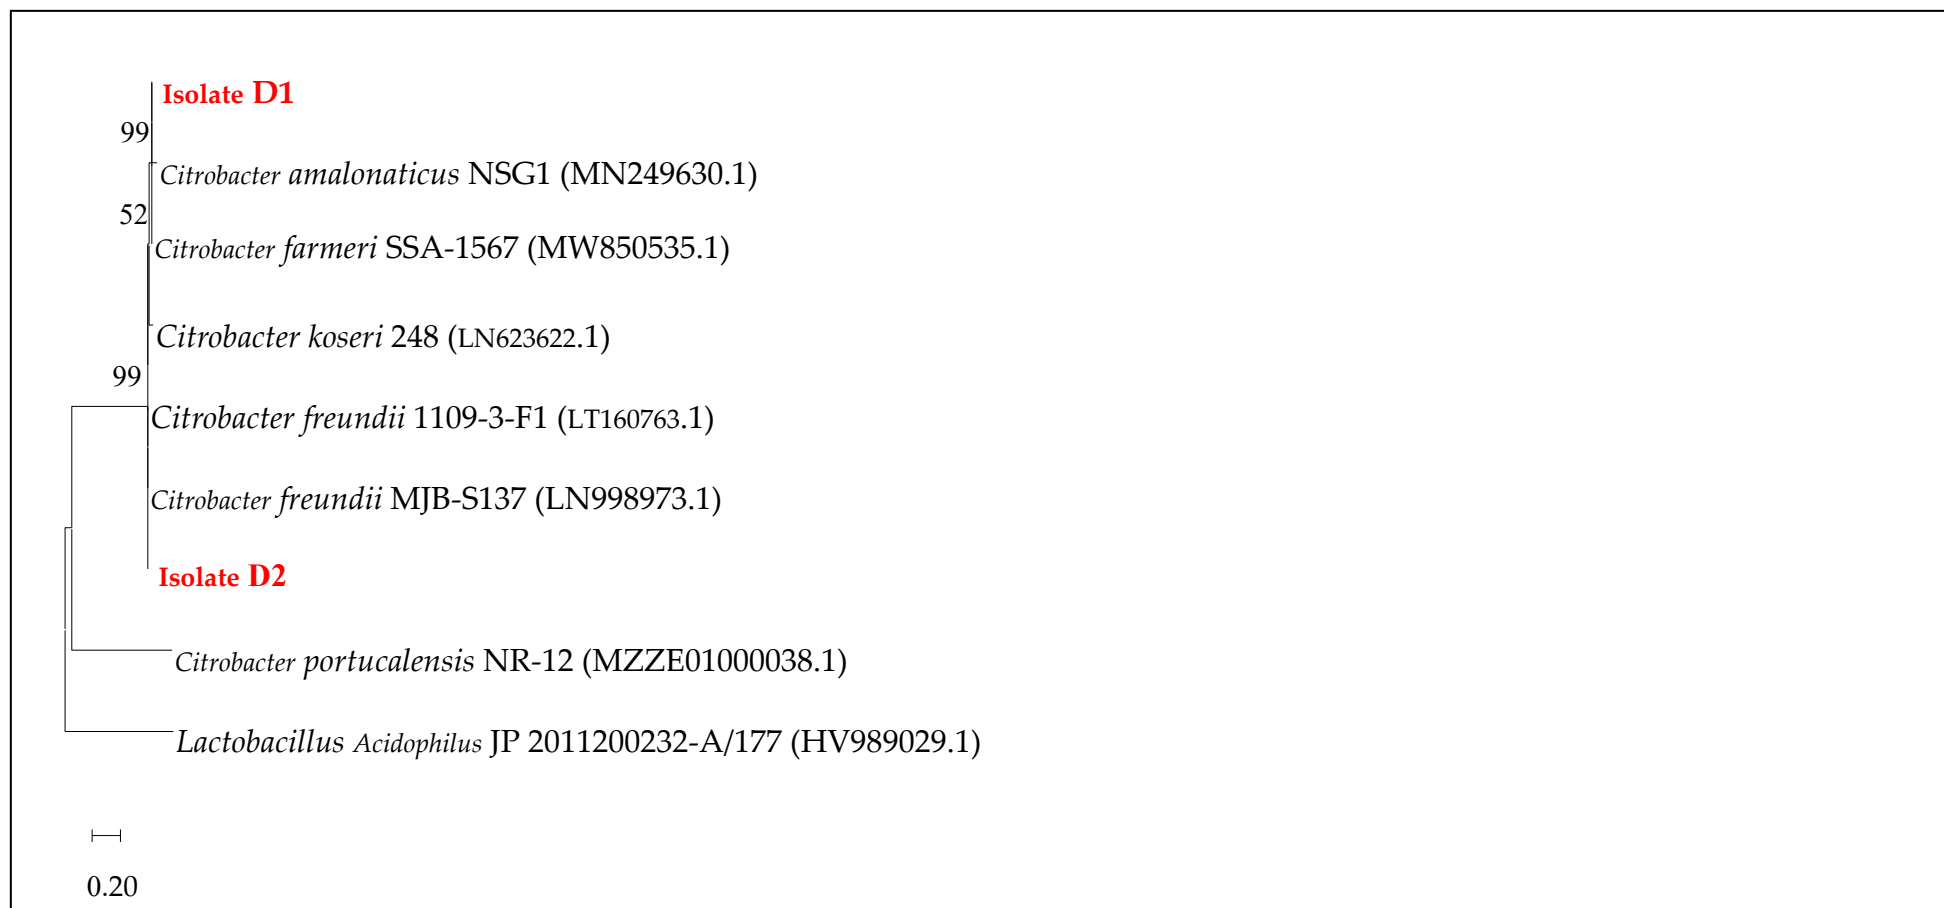 Isolate D1
99
Citrobacter amalonaticus NSG1 (MN249630.1)
52
Citrobacter farmeri SSA-1567 (MW850535.1)
Citrobacter koseri 248 (LN623622.1)
99
Citrobacter freundii 1109-3-F1 (LT160763.1)
Citrobacter freundii MJB-S137 (LN998973.1)
Isolate D2
Citrobacter portucalensis NR-12 (MZZE01000038.1)
Lactobacillus Acidophilus JP 2011200232-A/177 (HV989029.1)
0.20